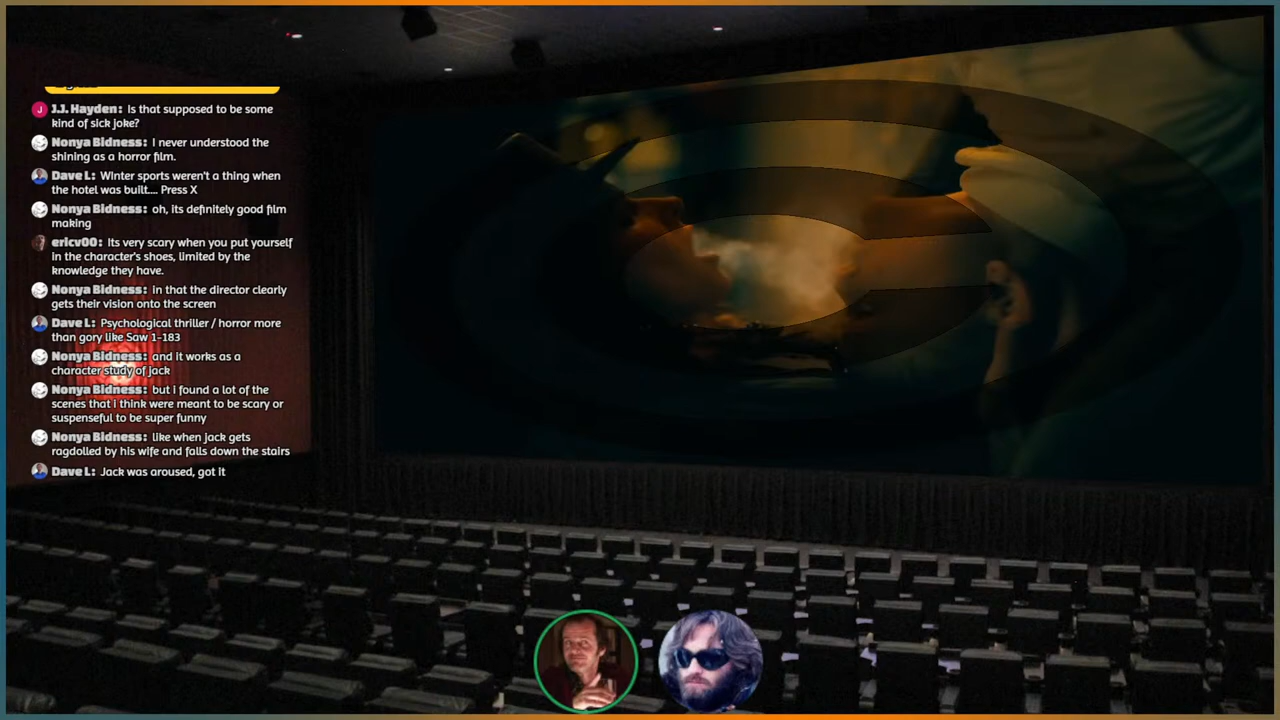 J.J. Hayden: Is that supposed to be some
kind of sick joke?
Nonya Bidness: I never understood the
shining as a horror film.
Dave L: WInter sports weren't a thing when
the hotel was built.... Press X
Nonya Bidness: oh, its definitely good film
making
ericv00: Its very scary when you put yourself
in the character's shoes, limited by the
knowledge they have.
Nonya Bidness: in that the director clearly
gets their vision onto the screen
Dave L: Psychological thriller / horror more
than gory like Saw 1-183
Nonya Bidness: and it works as a
character study of jack
Nonya Bidness: but i found a lot of the
scenes that i think were meant to be scary or
suspenseful to be super funny
Nonya Bidness: like when jack gets
ragdolled by his wife and falls down the stairs
Dave L: Jack was aroused, got it